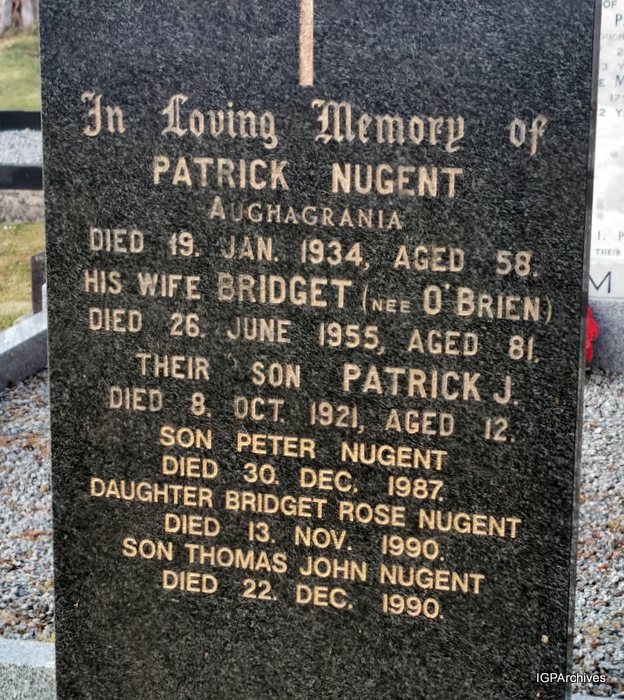 In Loving Memory of
PATRICK NUGENT
AUGHAGRANIA
DIED 19. JAN. 1934, AGED 58.
HIS WIFE BRIDGET (NEE O'BRIEN)
DIED 26. JUNE 1955, AGED 81.
THEIR SON PATRICK J.
DIED 8. OCT. 1921, AGED 12.
SON PETER NUGENT
DIED 30. DEC. 1987.
DAUGHTER BRIDGET ROSE NUGENT
DIED 13. NOV. 1990.
SON THOMAS JOHN NUGENT
DIED 22. DEC. 1990.
IGPArchives